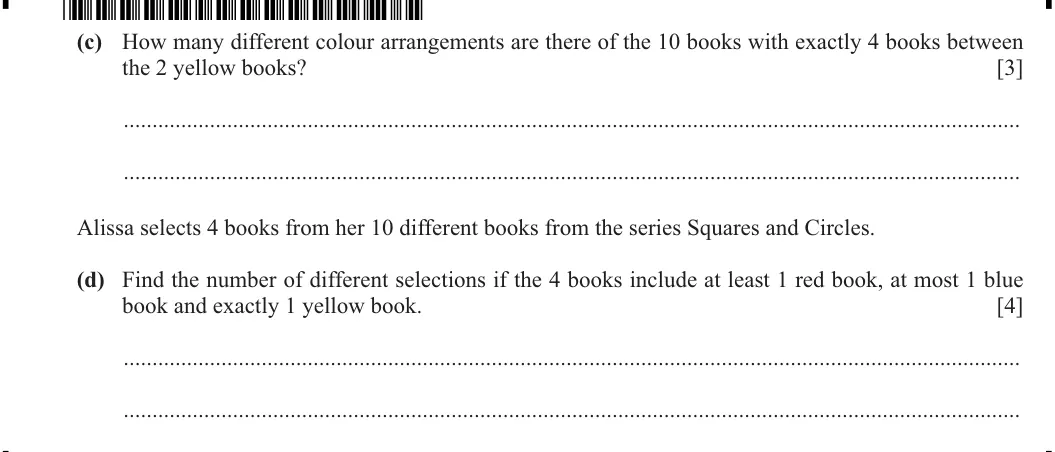 (c) How many different colour arrangements are there of the 10 books with exactly 4 books between
the 2 yellow books? [3]
................................................................................................................................................................
................................................................................................................................................................
Alissa selects 4 books from her 10 different books from the series Squares and Circles.
(d) Find the number of different selections if the 4 books include at least 1 red book, at most 1 blue
book and exactly 1 yellow book. [4]
................................................................................................................................................................
................................................................................................................................................................